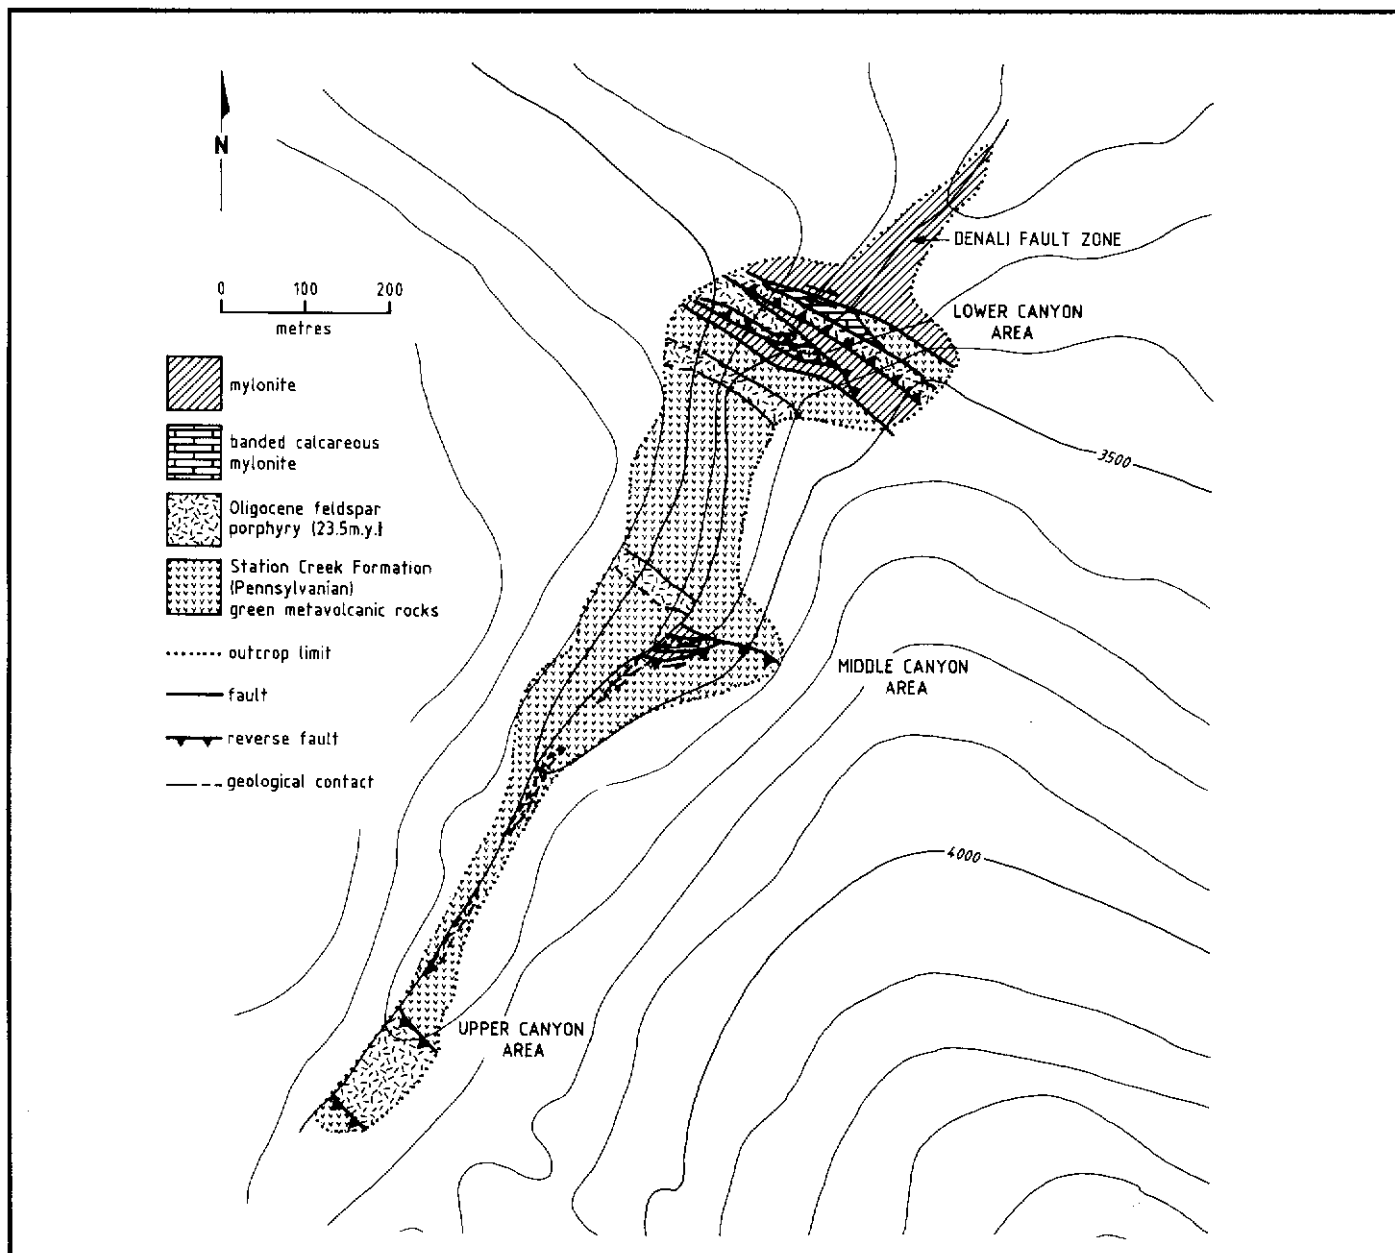 N
0 100 200
metres
mylonite
banded calcareous
mylonite
Oligocene feldspar
porphyry (23.5m.y.)
Station Creek Formation
(Pennsylvanian)
green metavolcanic rocks
outcrop limit
fault
reverse fault
geological contact
DENALI FAULT ZONE
LOWER CANYON
AREA
3500
MIDDLE CANYON
AREA
4000
UPPER CANYON
AREA